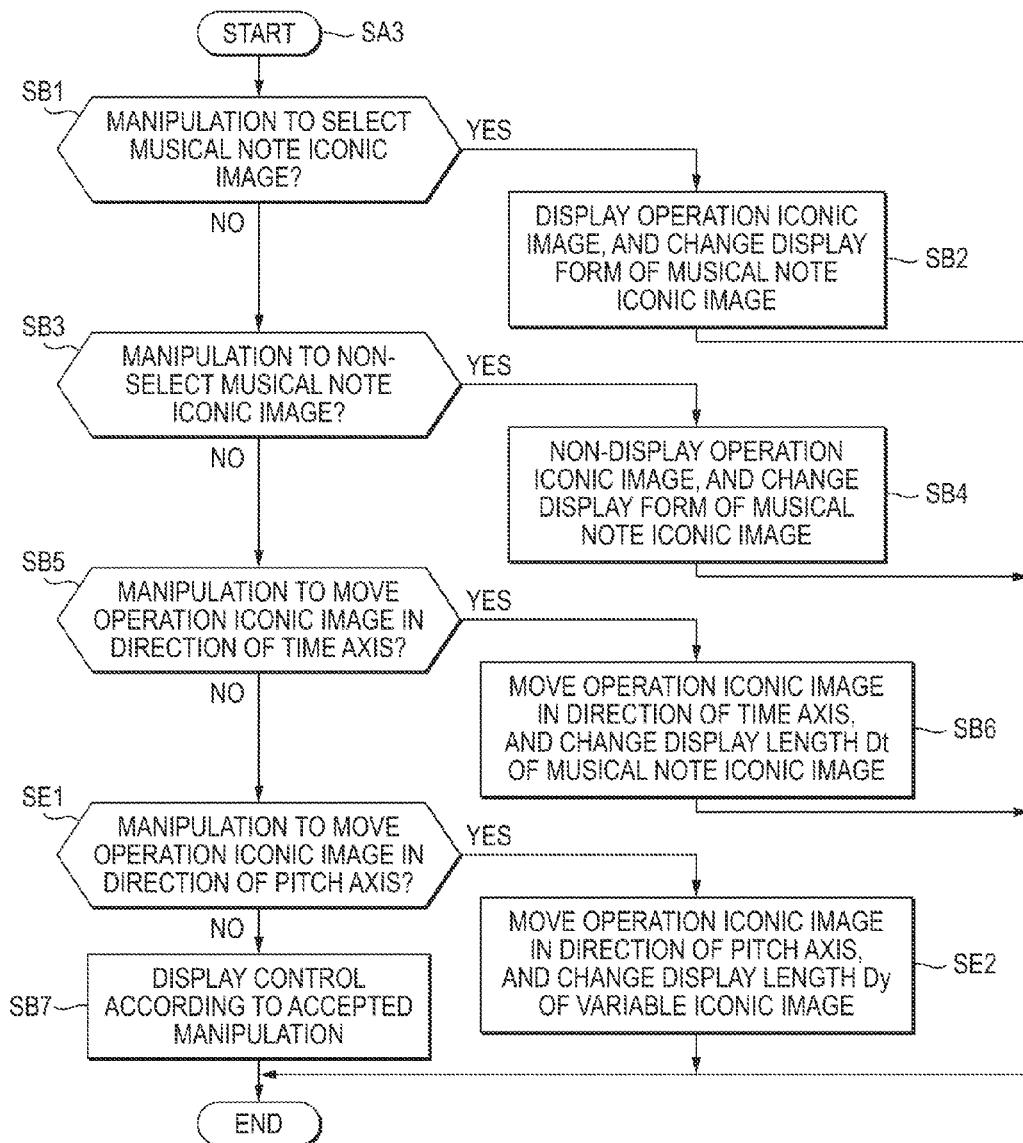 START
SA3
SB1
MANIPULATION TO SELECT
MUSICAL NOTE ICONIC
IMAGE?
YES
NO
DISPLAY OPERATION ICONIC
IMAGE, AND CHANGE DISPLAY
FORM OF MUSICAL NOTE
ICONIC IMAGE
SB2
SB3
MANIPULATION TO NON-
SELECT MUSICAL NOTE
ICONIC IMAGE?
YES
NO
NON-DISPLAY OPERATION
ICONIC IMAGE, AND CHANGE
DISPLAY FORM OF MUSICAL
NOTE ICONIC IMAGE
SB4
SB5
MANIPULATION TO MOVE
OPERATION ICONIC IMAGE IN
DIRECTION OF TIME AXIS?
YES
NO
MOVE OPERATION ICONIC IMAGE
IN DIRECTION OF TIME AXIS,
AND CHANGE DISPLAY LENGTH Dt
OF MUSICAL NOTE ICONIC IMAGE
SB6
SE1
MANIPULATION TO MOVE
OPERATION ICONIC IMAGE IN
DIRECTION OF PITCH AXIS?
YES
NO
MOVE OPERATION ICONIC IMAGE
IN DIRECTION OF PITCH AXIS,
AND CHANGE DISPLAY LENGTH Dy
OF VARIABLE ICONIC IMAGE
SE2
SB7
DISPLAY CONTROL
ACCORDING TO ACCEPTED
MANIPULATION
END